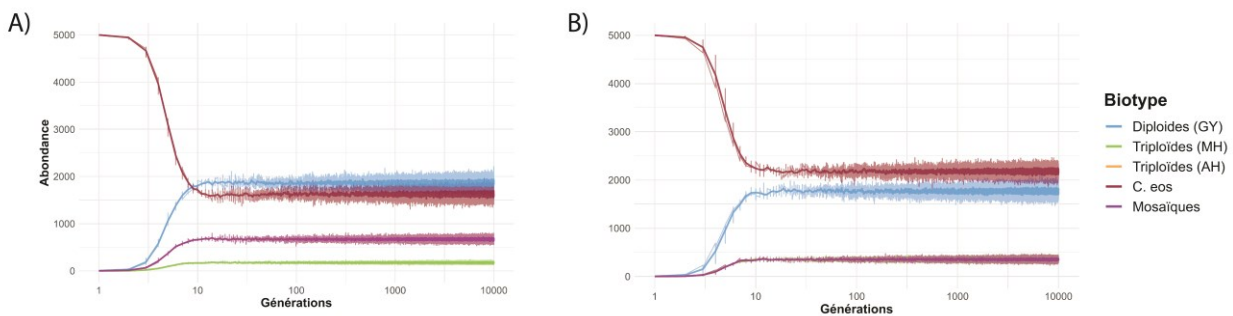 A)
5000
4000
3000
2000
1000
0
Abondance
1
10
100
1000
10000
Générations
B)
5000
4000
3000
2000
1000
0
1
10
100
1000
10000
Générations
Biotype
Diploides (GY)
Triploïdes (MH)
Triploïdes (AH)
C. eos
Mosaïques